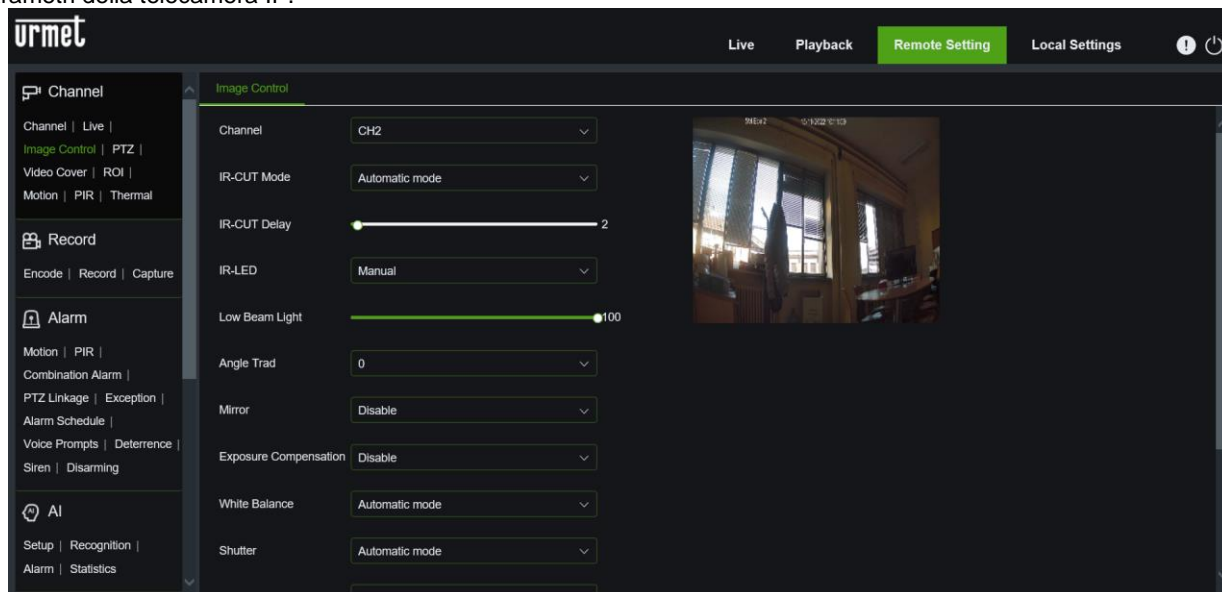 parametri della telecamera IP.
urmet
Live Playback Remote Setting Local Settings
Channel
Channel | Live |
Image Control | PTZ |
Video Cover | ROI |
Motion | PIR | Thermal
Record
Encode | Record | Capture
Alarm
Motion | PIR |
Combination Alarm |
PTZ Linkage | Exception |
Alarm Schedule |
Voice Prompts | Deterrence |
Siren | Disarming
AI
Setup | Recognition |
Alarm | Statistics
Image Control
Channel CH2
IR-CUT Mode Automatic mode
IR-CUT Delay 2
IR-LED Manual
Low Beam Light 100
Angle Trad 0
Mirror Disable
Exposure Compensation Disable
White Balance Automatic mode
Shutter Automatic mode